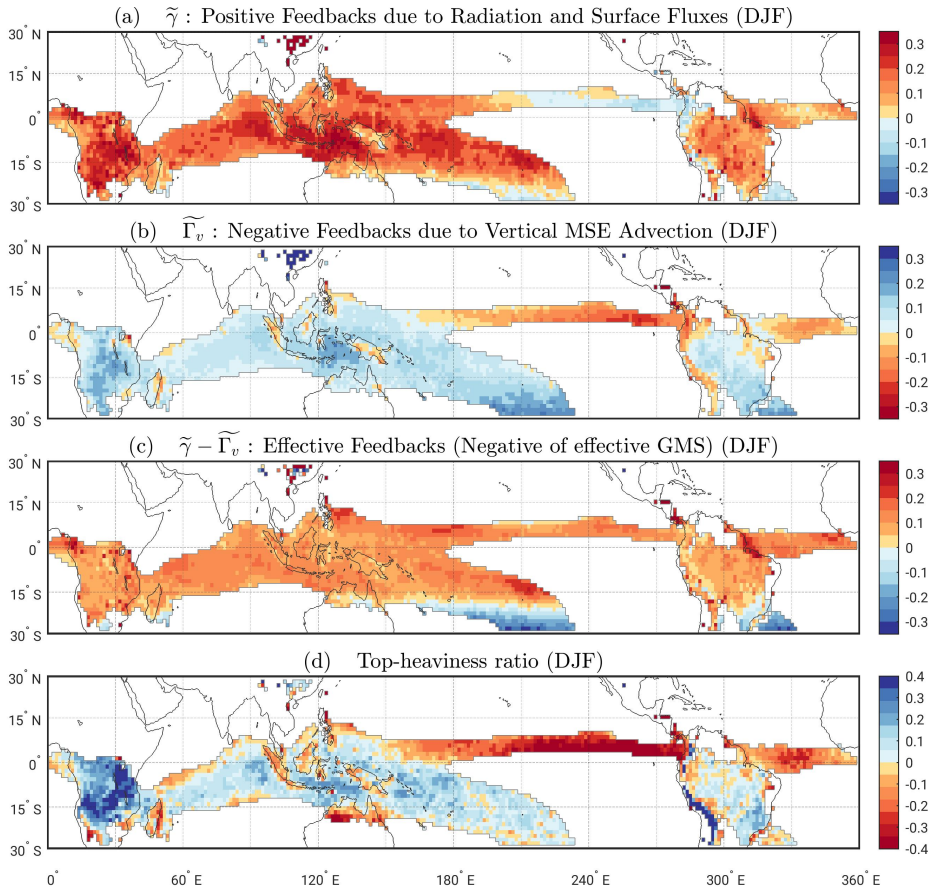 (a) γ̃ : Positive Feedbacks due to Radiation and Surface Fluxes (DJF)
30° N
15° N
0°
15° S
30° S
0.3
0.2
0.1
0
-0.1
-0.2
-0.3
(b) Γ̃ᵥ : Negative Feedbacks due to Vertical MSE Advection (DJF)
30° N
15° N
0°
15° S
30° S
0.3
0.2
0.1
0
-0.1
-0.2
-0.3
(c) γ̃ − Γ̃ᵥ : Effective Feedbacks (Negative of effective GMS) (DJF)
30° N
15° N
0°
15° S
30° S
0.3
0.2
0.1
0
-0.1
-0.2
-0.3
(d) Top-heaviness ratio (DJF)
30° N
15° N
0°
15° S
30° S
0.4
0.3
0.2
0.1
0
-0.1
-0.2
-0.3
-0.4
0° 60° E 120° E 180° E 240° E 300° E 360° E